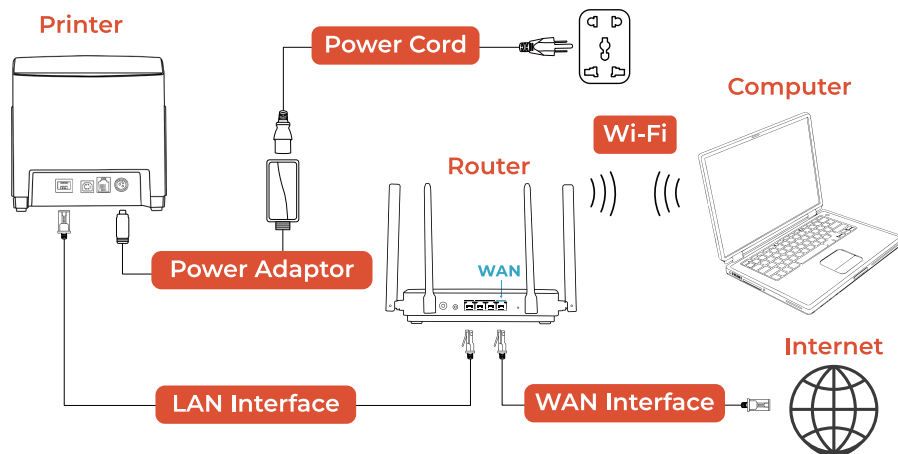 Printer
Power Cord
Computer
Wi-Fi
Router
WAN
Power Adaptor
Internet
LAN Interface
WAN Interface